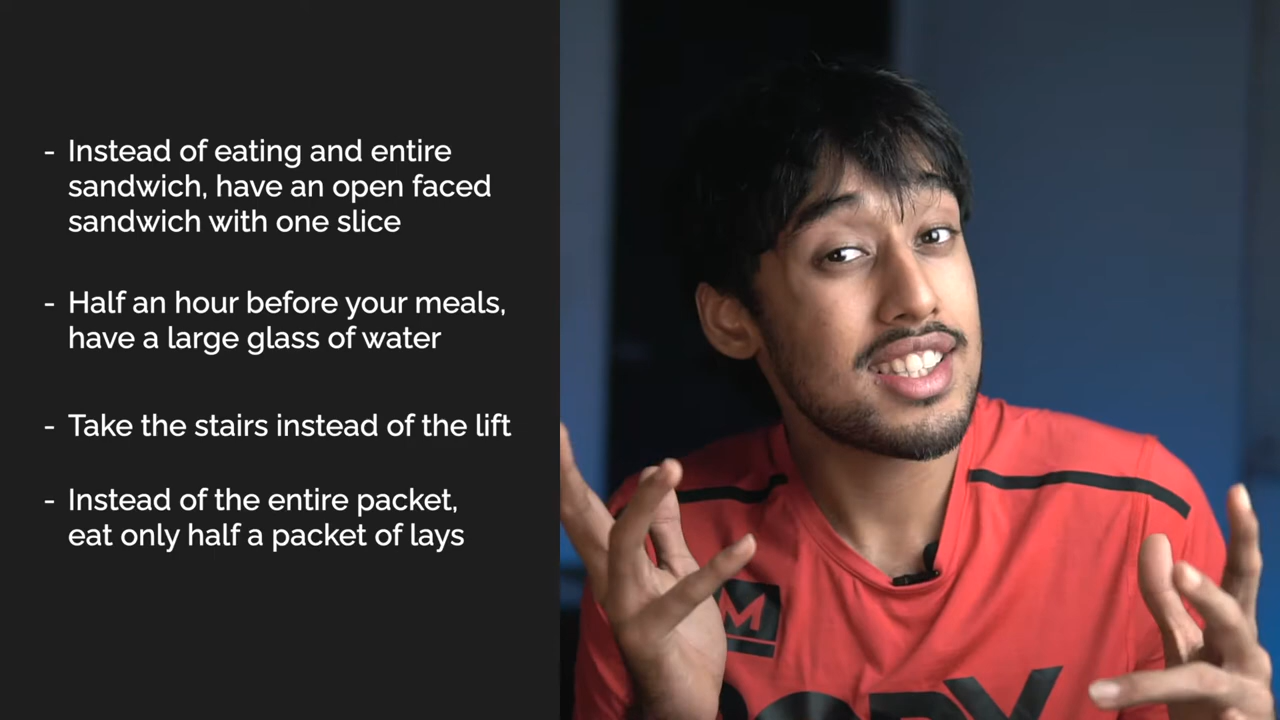 - Instead of eating and entire
sandwich, have an open faced
sandwich with one slice
- Half an hour before your meals,
have a large glass of water
- Take the stairs instead of the lift
- Instead of the entire packet,
eat only half a packet of lays
M